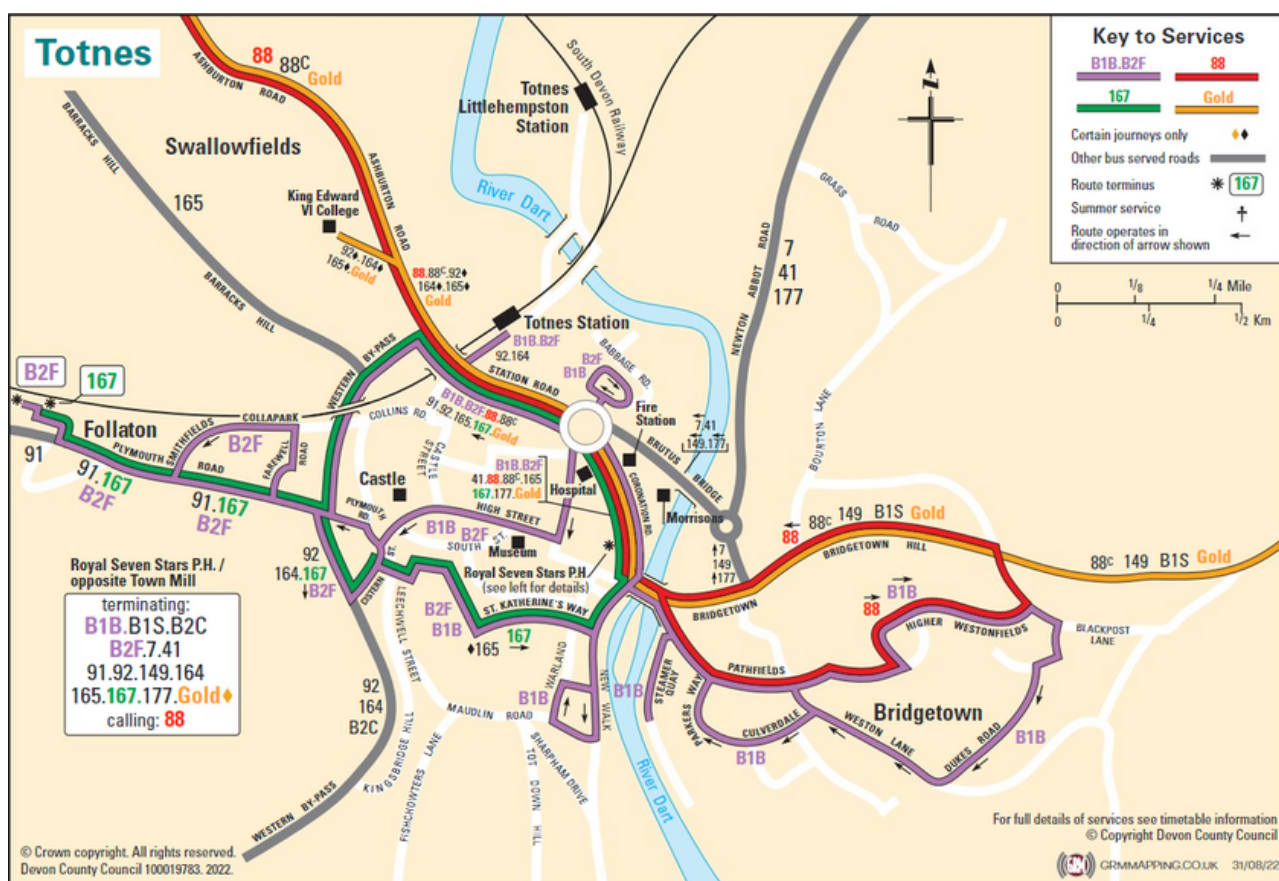 Totnes
88 88C Gold
ASHBURTON ROAD
BARRACKS HILL
Swallowfields
165
King Edward
VI College
92♦.164♦
165♦.Gold
ASHBURTON ROAD
88.88C.92♦
164♦.165♦
Gold
BARRACKS HILL
Totnes
Littlehempston
Station
South Devon Railway
River Dart
Totnes Station
B1B.B2F
92.164
WESTERN BY-PASS
STATION ROAD
B2F
B1B
BABBAGE RD.
Fire
Station
NEWTON ABBOT ROAD
7
41
177
GRASS ROAD
BOURTON LANE
Key to Services
B1B.B2F
88
167
Gold
Certain journeys only ♦♦
Other bus served roads
Route terminus * 167
Summer service
Route operates in
direction of arrow shown
N
0 1/8 1/4 Mile
0 1/4 1/2 Km
B2F
167
Follaton
91
PLYMOUTH ROAD
SMITHFIELDS
COLLAPARK
B2F
FAREWELL ROAD
91.167
B2F
91.167
B2F
COLLINS RD.
CASTLE STREET
B1B.B2F.88.88C
91.92.165.167.Gold
Castle
PLYMOUTH RD.
B1B.B2F
41.88.88C.165
167.177.Gold
Hospital
CORONATION RD.
7.41
149.177
BRUTUS BRIDGE
Morrisons
HIGH STREET
B1B B2F
SOUTH ST.
Museum
Royal Seven Stars P.H.
(see left for details)
7
149
177
88 88C 149 B1S Gold
BRIDGETOWN HILL
88C 149 B1S Gold
BRIDGETOWN
92
164.167
B2F
CISTERN ST.
LEECHWELL STREET
B2F
B1B
ST. KATHERINE'S WAY
167
♦165
WARLAND
NEW WALK
B1B
B1B
STEAMER QUAY
PATHFIELDS
PARKERS WAY
CULVERDALE
B1B
88
B1B
HIGHER WESTONFIELDS
BLACKPOST LANE
Bridgetown
WESTON LANE
DUKES ROAD
B1B
Royal Seven Stars P.H. /
opposite Town Mill
terminating:
B1B.B1S.B2C
B2F.7.41
91.92.149.164
165.167.177.Gold♦
calling: 88
92
164
B2C
WESTERN BY-PASS
KINGSBRIDGE HILL
FISHCHOWTERS LANE
MAUDLIN ROAD
TOT DOWN HILL
SHARPHAM DRIVE
River Dart
For full details of services see timetable information
© Copyright Devon County Council
© Crown copyright. All rights reserved.
Devon County Council 100019783. 2022.
GRM
GRMMAPPING.CO.UK 31/08/22